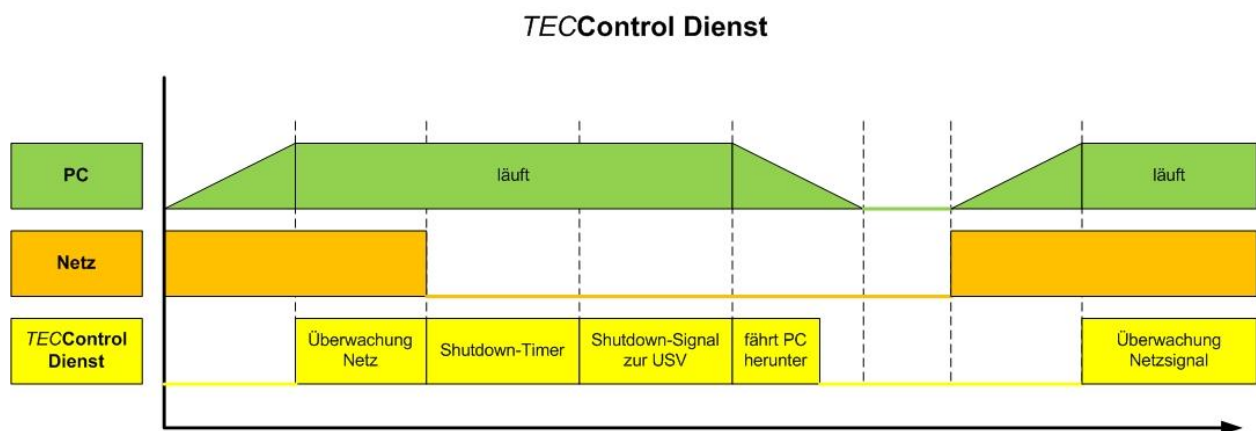 TECControl Dienst
PC
läuft
läuft
Netz
TECControl
Dienst
Überwachung
Netz
Shutdown-Timer
Shutdown-Signal
zur USV
fährt PC
herunter
Überwachung
Netzsignal